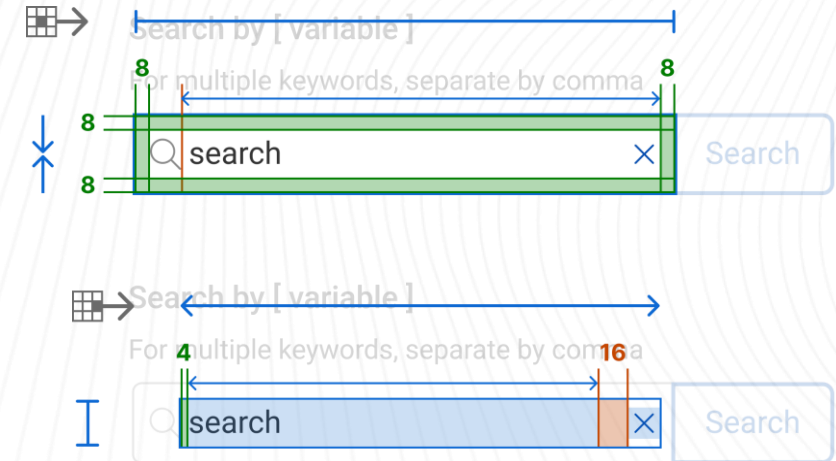 Search by [ variable ]
8 8
For multiple keywords, separate by comma
8
search Search
8
Search by [ variable ]
For multiple keywords, separate by comma
4 16
search Search